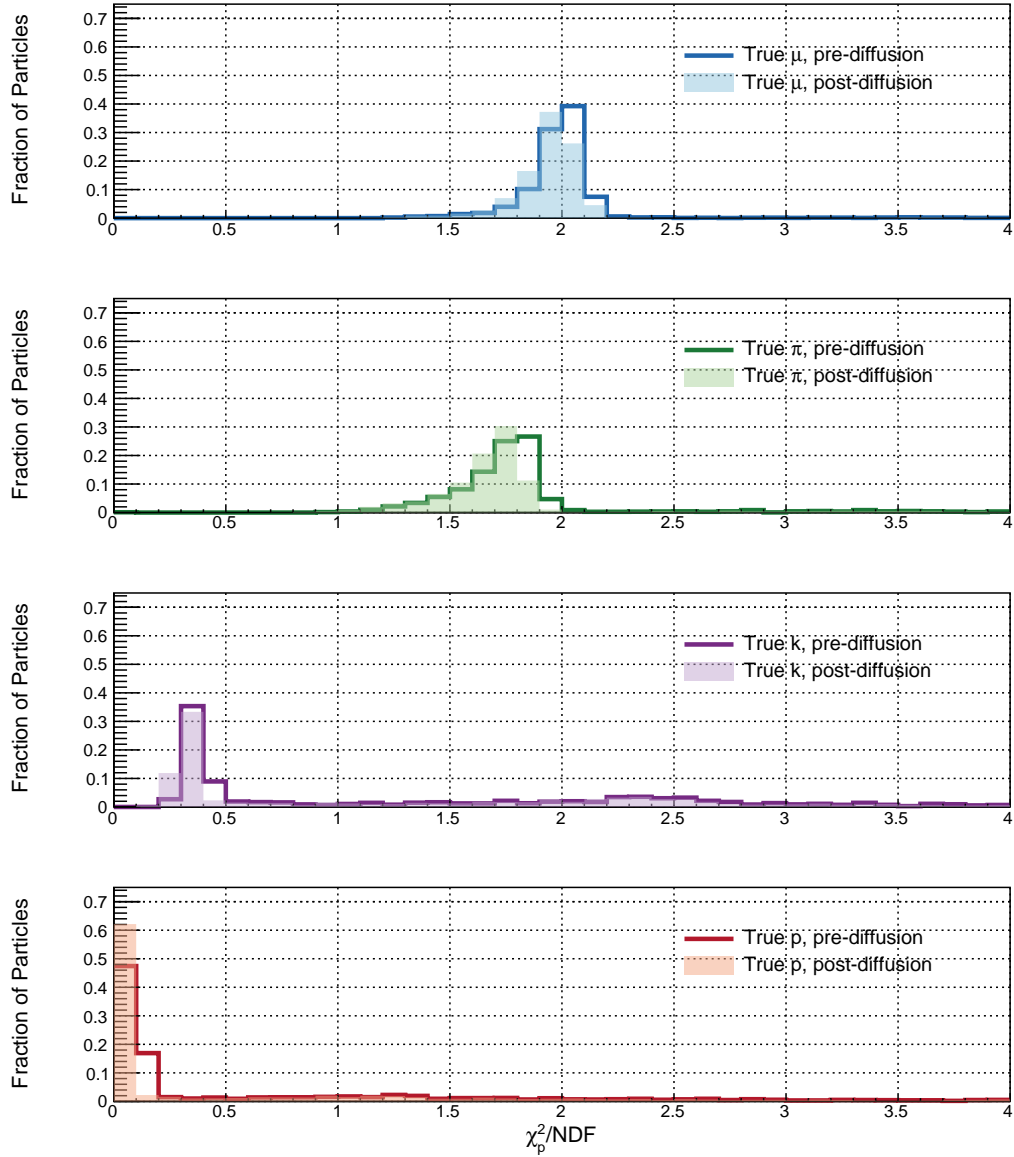 Fraction of Particles
0.7
0.6
0.5
0.4
0.3
0.2
0.1
0
True μ, pre-diffusion
True μ, post-diffusion
0 0.5 1 1.5 2 2.5 3 3.5 4
Fraction of Particles
0.7
0.6
0.5
0.4
0.3
0.2
0.1
0
True π, pre-diffusion
True π, post-diffusion
0 0.5 1 1.5 2 2.5 3 3.5 4
Fraction of Particles
0.7
0.6
0.5
0.4
0.3
0.2
0.1
0
True k, pre-diffusion
True k, post-diffusion
0 0.5 1 1.5 2 2.5 3 3.5 4
Fraction of Particles
0.7
0.6
0.5
0.4
0.3
0.2
0.1
0
True p, pre-diffusion
True p, post-diffusion
0 0.5 1 1.5 2 2.5 3 3.5 4
χ²ₚ/NDF